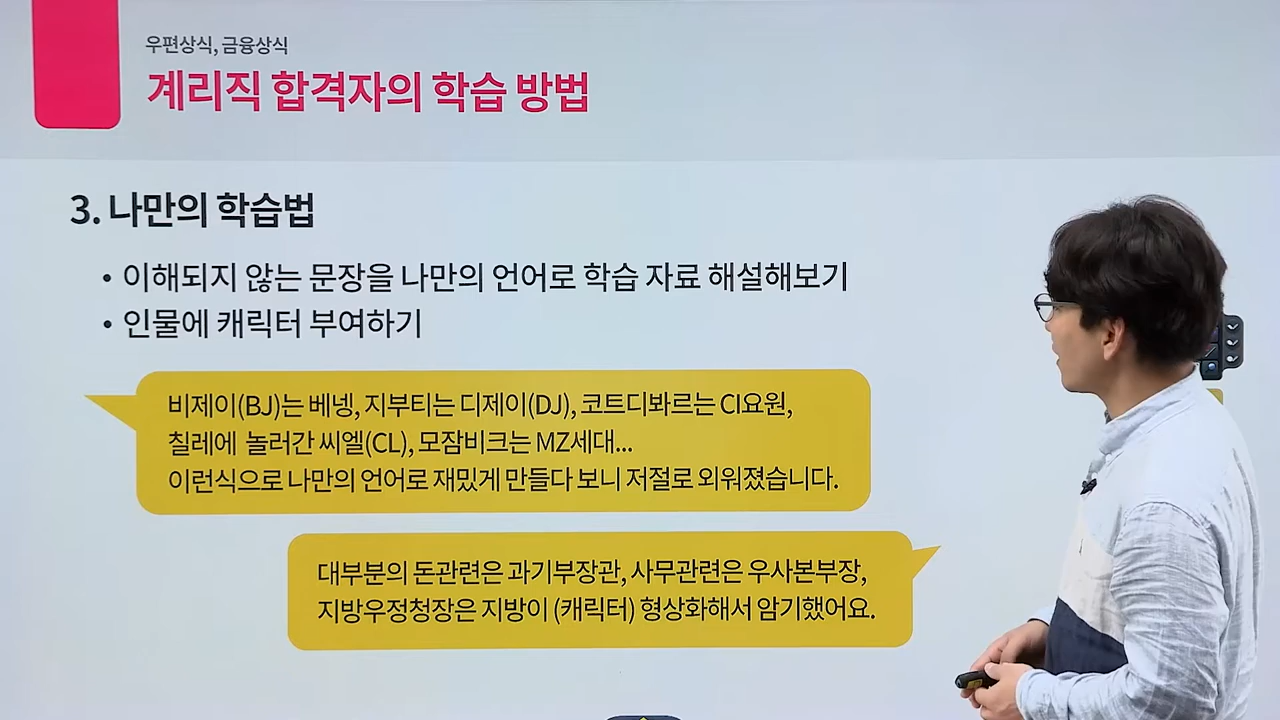 우편상식, 금융상식
계리직 합격자의 학습 방법
3. 나만의 학습법
• 이해되지 않는 문장을 나만의 언어로 학습 자료 해설해보기
• 인물에 캐릭터 부여하기
비제이(BJ)는 베넹, 지부티는 디제이(DJ), 코트디봐르는 CI요원,
칠레에 놀러간 씨엘(CL), 모잠비크는 MZ세대...
이런식으로 나만의 언어로 재밌게 만들다 보니 저절로 외워졌습니다.
대부분의 돈관련은 과기부장관, 사무관련은 우사본부장,
지방우정청장은 지방이 (캐릭터) 형상화해서 암기했어요.